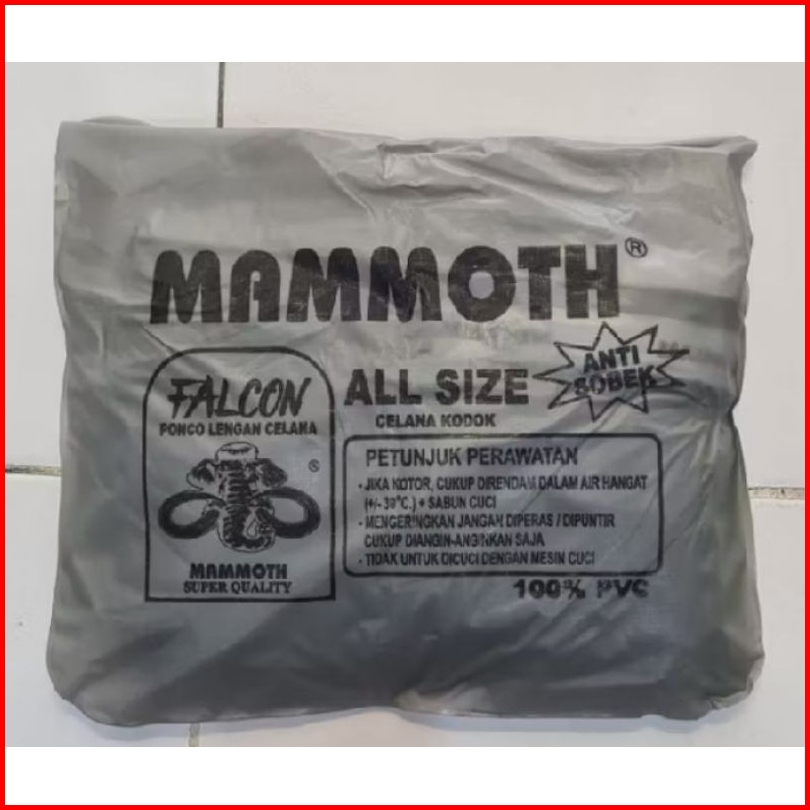 MAMMOTH®
ANTI
SOBEK
FALCON
PONCO LENGAN CELANA
®
MAMMOTH
SUPER QUALITY
ALL SIZE
CELANA KODOK
PETUNJUK PERAWATAN
• JIKA KOTOR, CUKUP DIRENDAM DALAM AIR HANGAT
(+/- 30°C.) + SABUN CUCI
• MENGERINGKAN JANGAN DIPERAS / DIPUNTIR
CUKUP DIANGIN-ANGINKAN SAJA
• TIDAK UNTUK DICUCI DENGAN MESIN CUCI
100% PVC